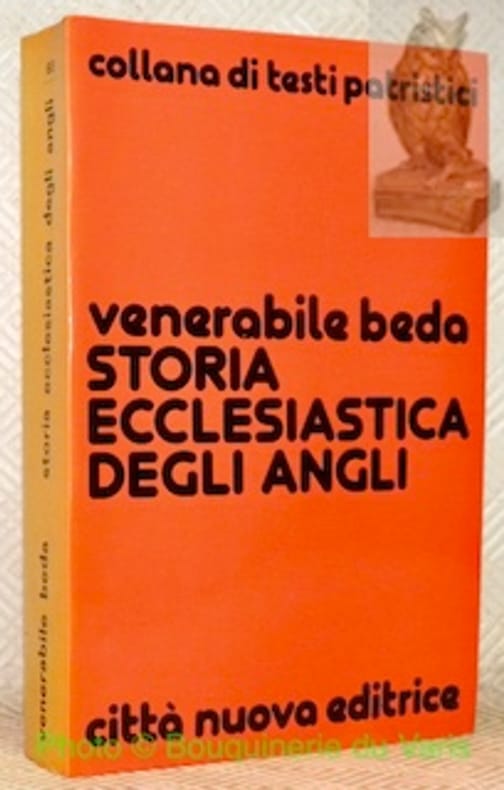 collana di testi patristici
venerabile beda
STORIA
ECCLESIASTICA
DEGLI ANGLI
città nuova editrice
venerabile beda storia ecclesiastica degli angli
Photo © Bouquinerie du Varis